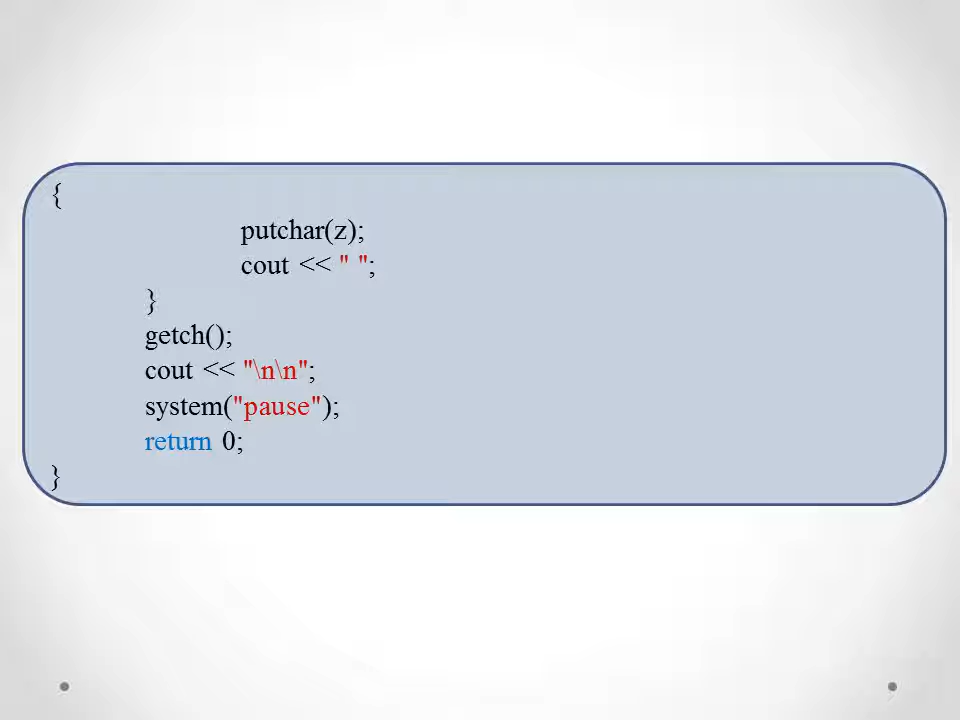 {
putchar(z);
cout << " ";
}
getch();
cout << "\n\n";
system("pause");
return 0;
}